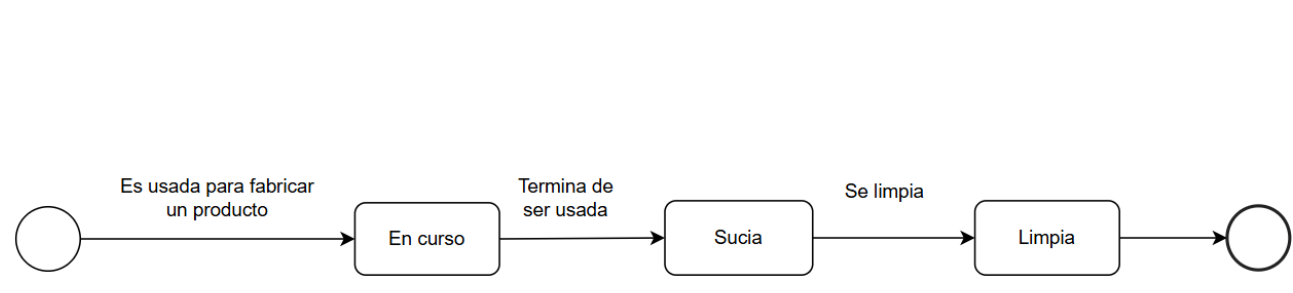 Es usada para fabricar
un producto
En curso
Termina de
ser usada
Sucia
Se limpia
Limpia